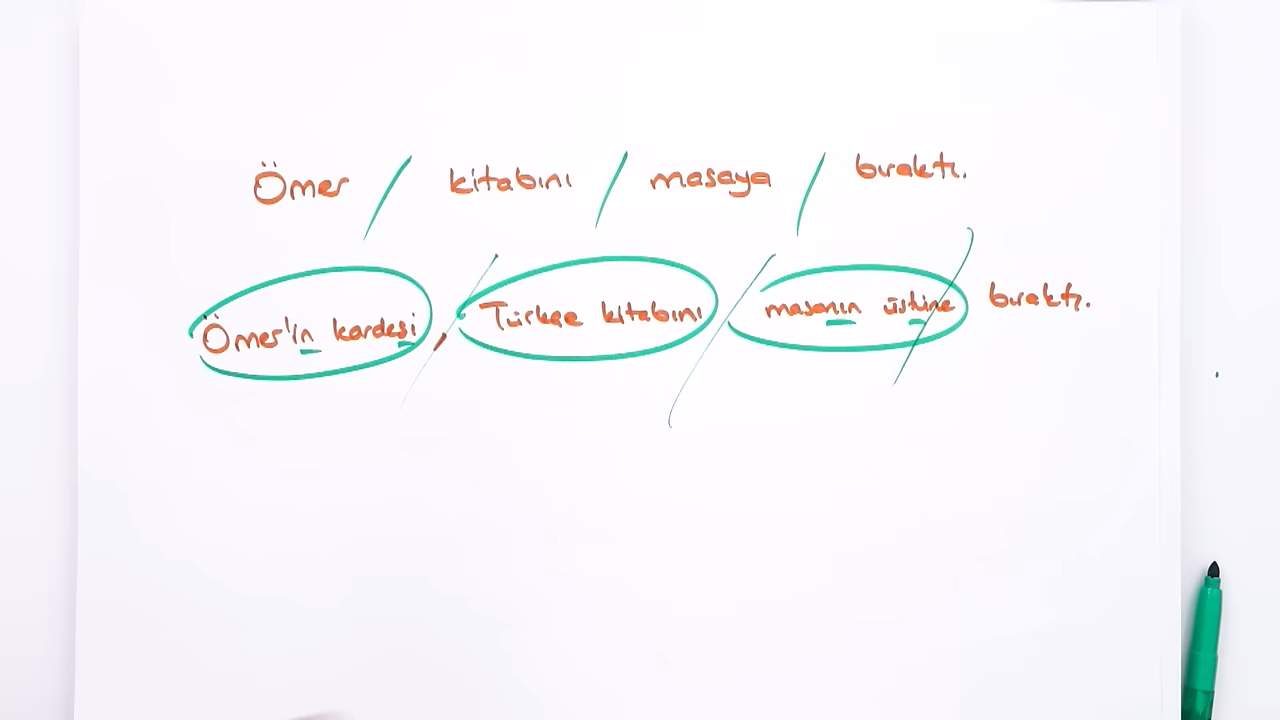 Ömer / kitabını / masaya / bıraktı.
Ömer'in kardeşi / Türkçe kitabını / masanın üstüne / bıraktı.